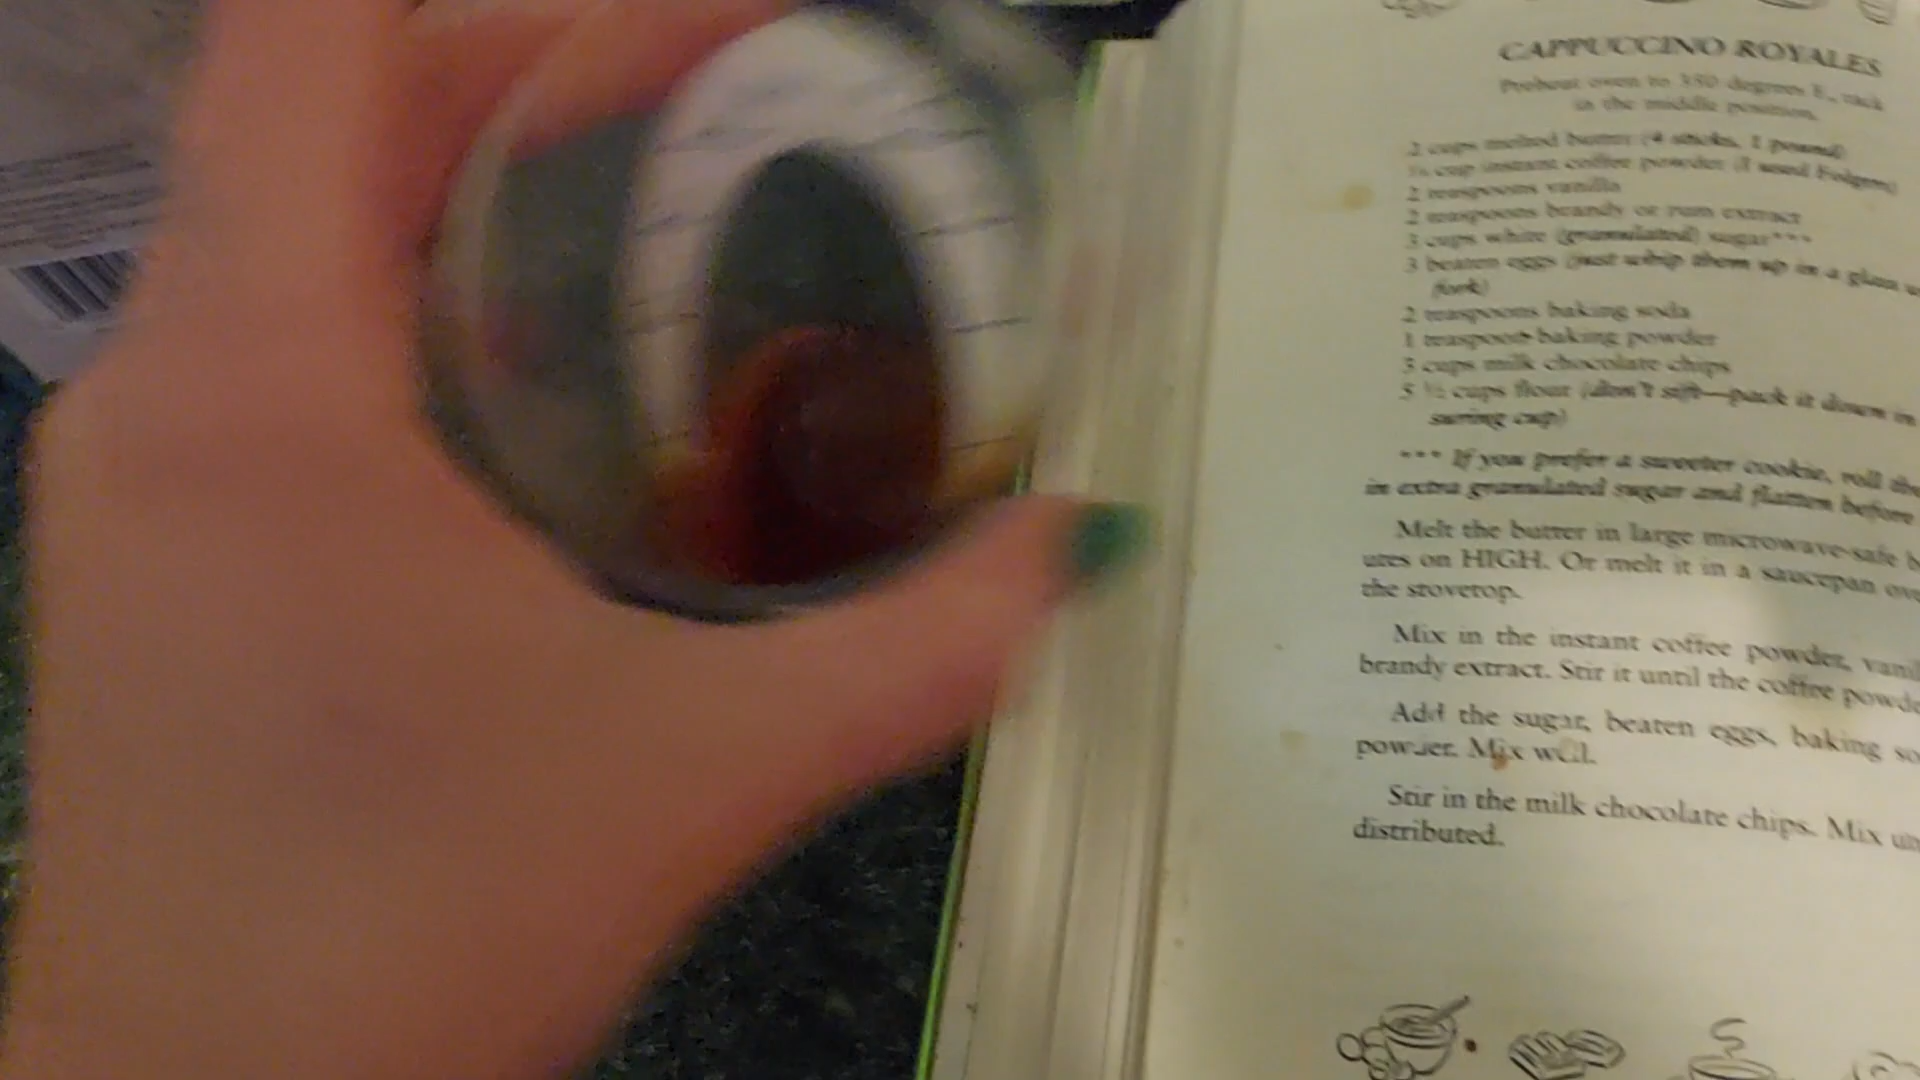 CAPPUCCINO ROYALES
Preheat oven to 350 degrees F., rack
in the middle position.
2 cups melted butter (4 sticks, 1 pound)
cup instant coffee powder (I used Folgers)
2 teaspoons vanilla
2 teaspoons brandy or rum extract
3 cups white (granulated) sugar***
3 beaten eggs (just whip them up in a glass
fork)
2 teaspoons baking soda
1 teaspoon baking powder
3 cups milk chocolate chips
5 ½ cups flour (don't sift—pack it down in
suring cup)
*** If you prefer a sweeter cookie, roll
in extra granulated sugar and flatten before
Melt the butter in large microwave-safe
utes on HIGH. Or melt it in a saucepan
the stovetop.
Mix in the instant coffee powder,
brandy extract. Stir it until the coffee
Add the sugar, beaten eggs, baking
powder. Mix well.
Stir in the milk chocolate chips. Mix
distributed.